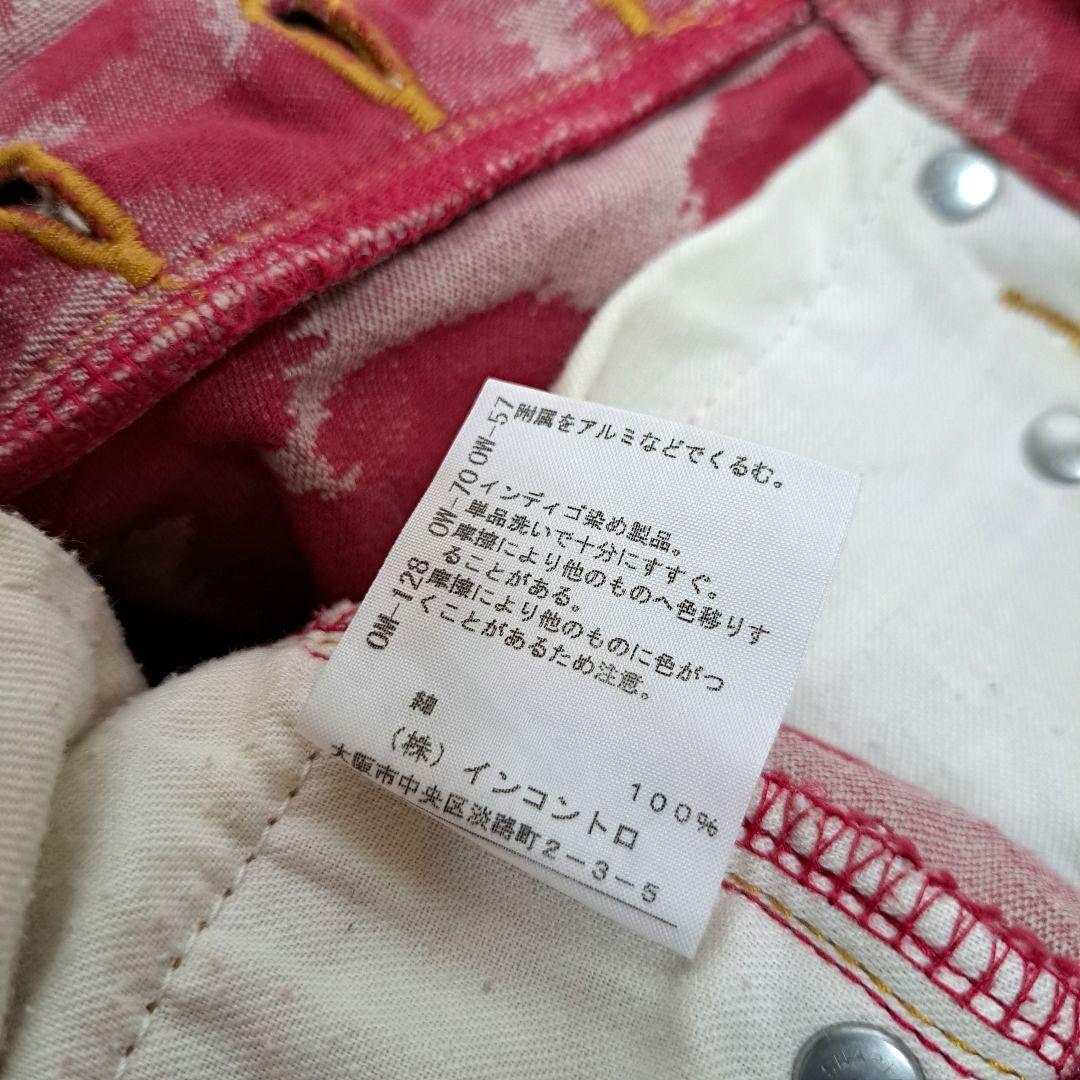 附属をアルミなどでくるむ。
インディゴ染め製品。
単品洗いで十分にすすぐ。
摩擦により他のものへ色移りす
ることがある。
摩擦により他のものに色がつ
くことがあるため注意。
OW-57
OW-70
OM-128
綿
100%
(株)インコントロ
大阪市中央区淡路町2-3-5